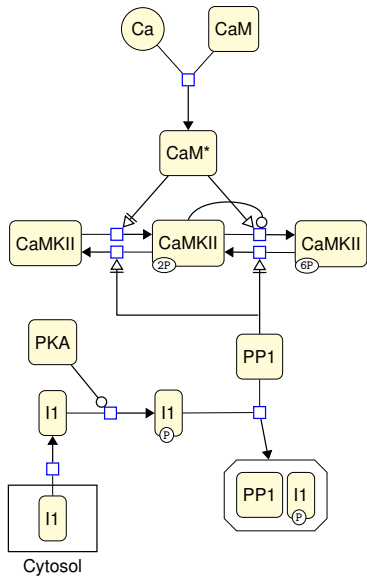 Ca CaM
CaM*
CaMKII CaMKII CaMKII
2P 6P
PKA PP1
I1 I1
P
PP1 I1
P
I1
Cytosol